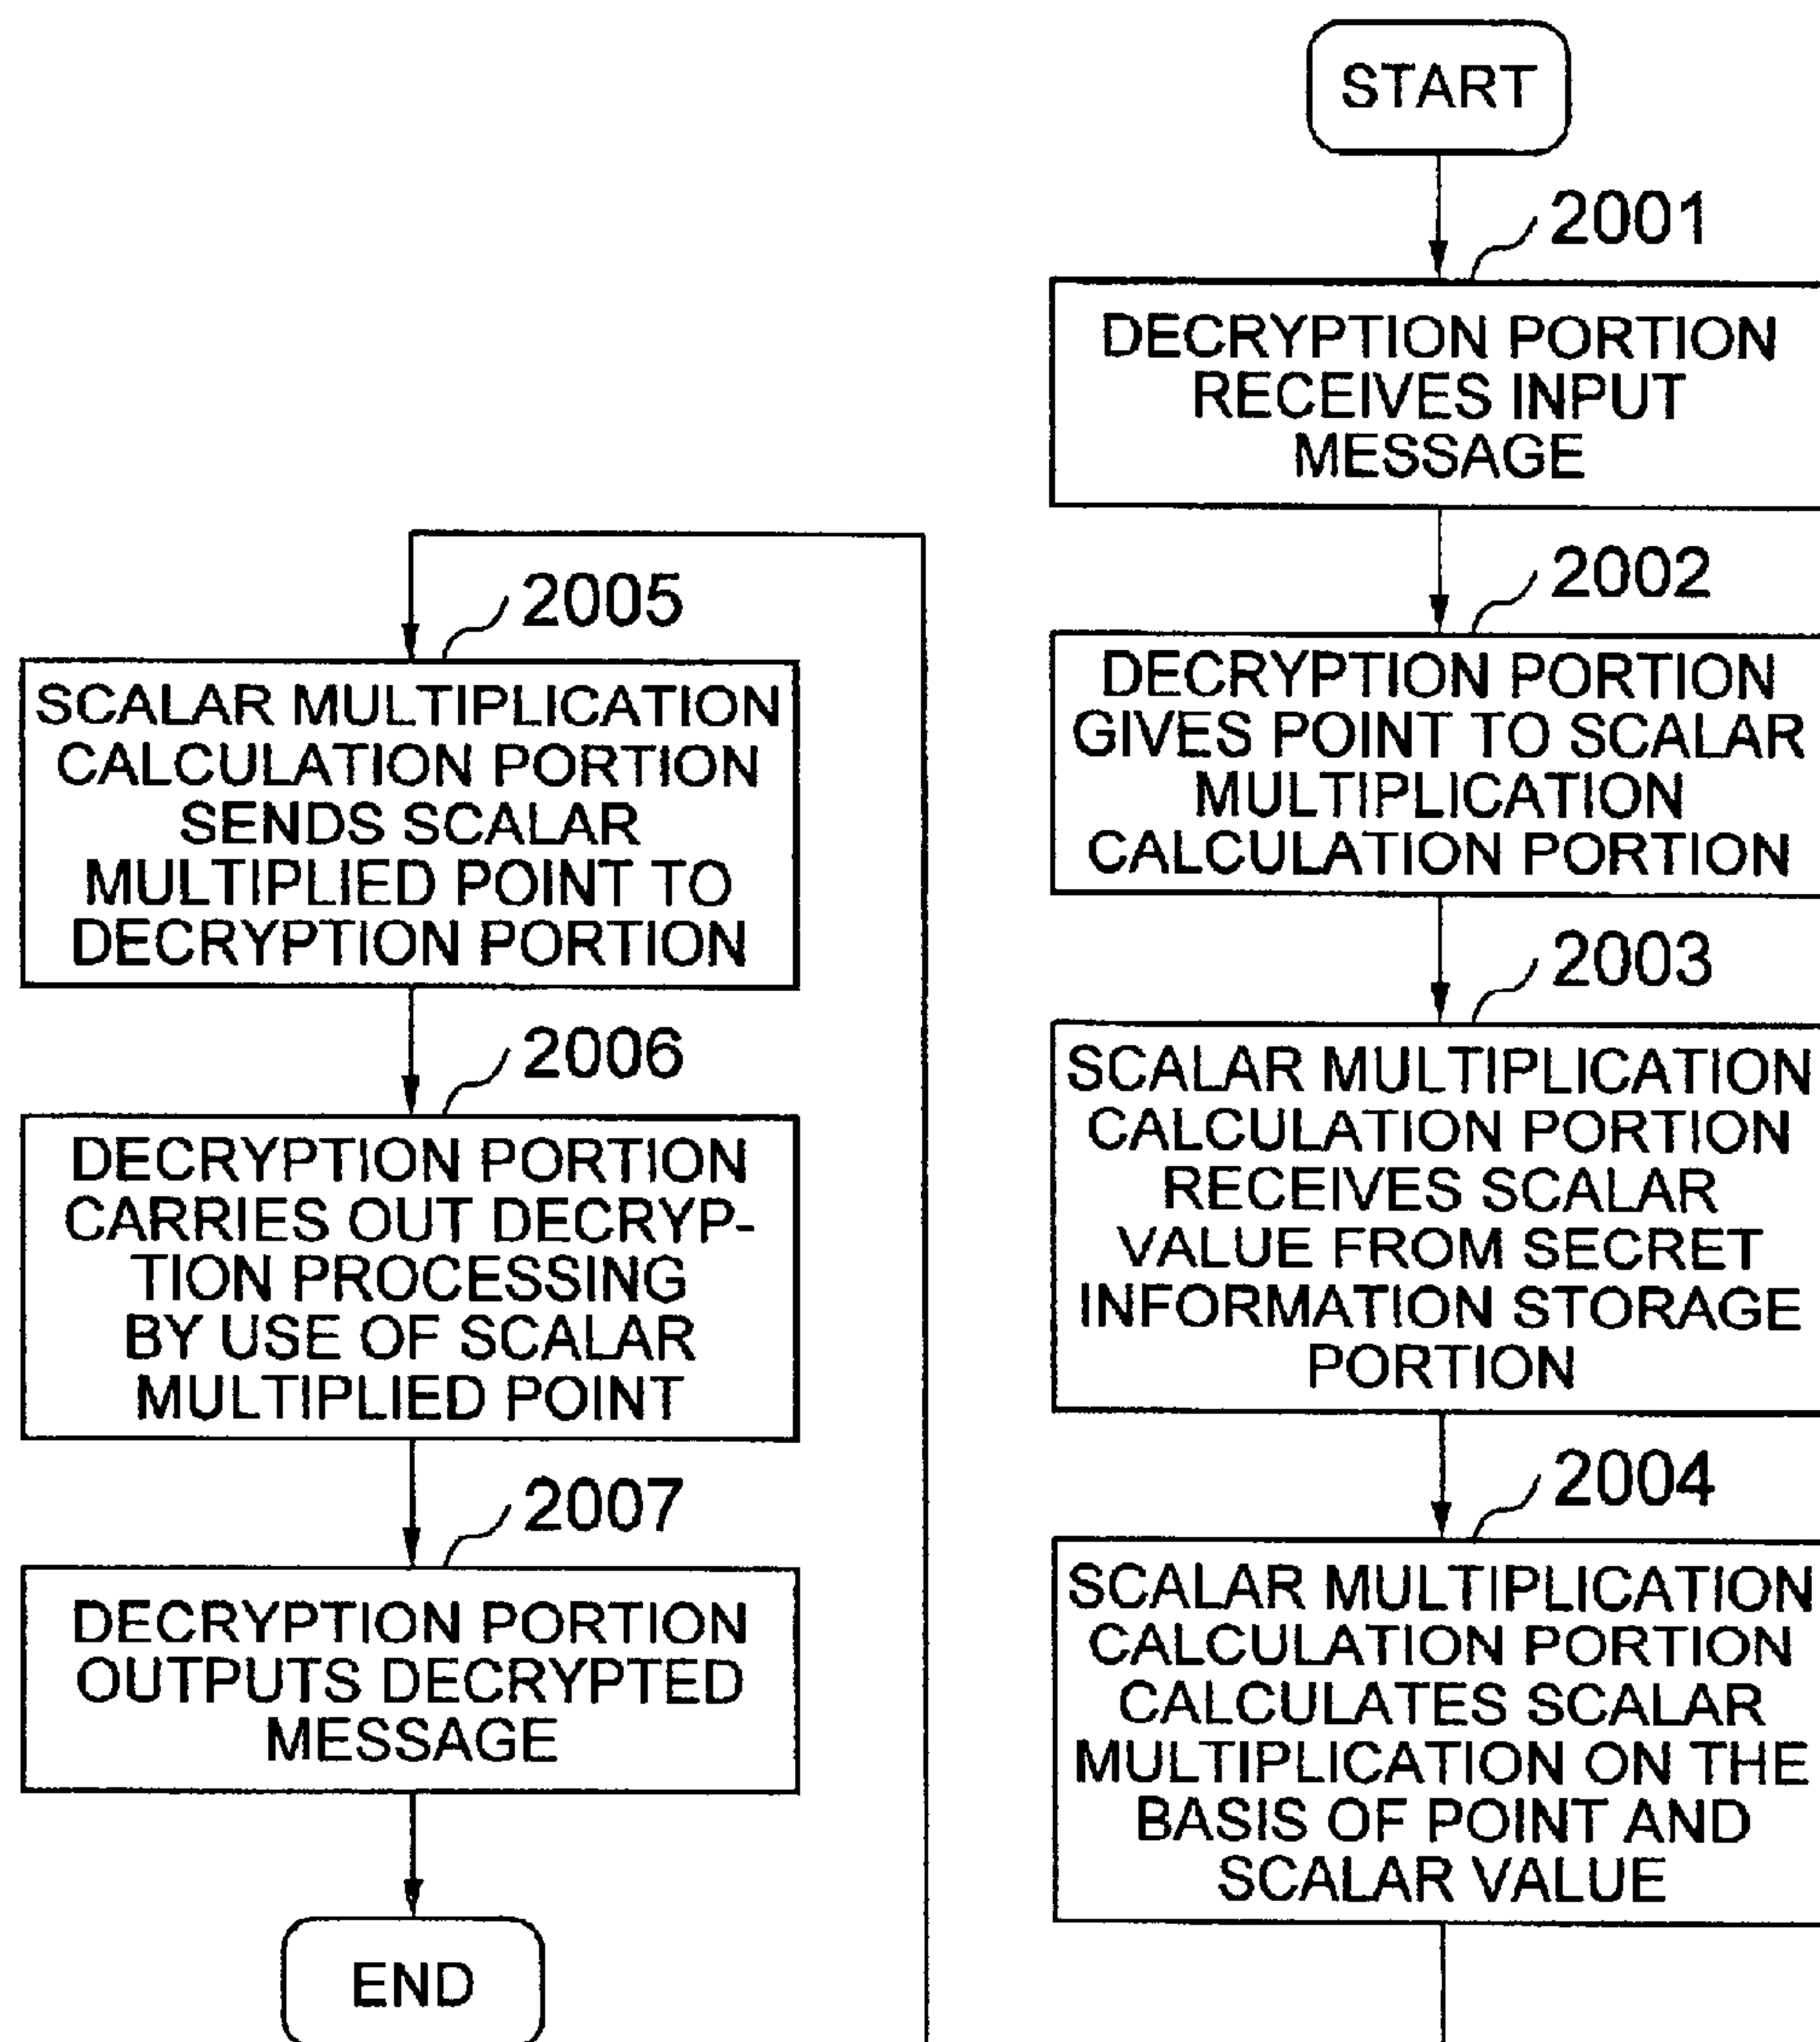 START
2001
DECRYPTION PORTION
RECEIVES INPUT
MESSAGE
2002
DECRYPTION PORTION
GIVES POINT TO SCALAR
MULTIPLICATION
CALCULATION PORTION
2003
SCALAR MULTIPLICATION
CALCULATION PORTION
RECEIVES SCALAR
VALUE FROM SECRET
INFORMATION STORAGE
PORTION
2004
SCALAR MULTIPLICATION
CALCULATION PORTION
CALCULATES SCALAR
MULTIPLICATION ON THE
BASIS OF POINT AND
SCALAR VALUE
2005
SCALAR MULTIPLICATION
CALCULATION PORTION
SENDS SCALAR
MULTIPLIED POINT TO
DECRYPTION PORTION
2006
DECRYPTION PORTION
CARRIES OUT DECRYP-
TION PROCESSING
BY USE OF SCALAR
MULTIPLIED POINT
2007
DECRYPTION PORTION
OUTPUTS DECRYPTED
MESSAGE
END